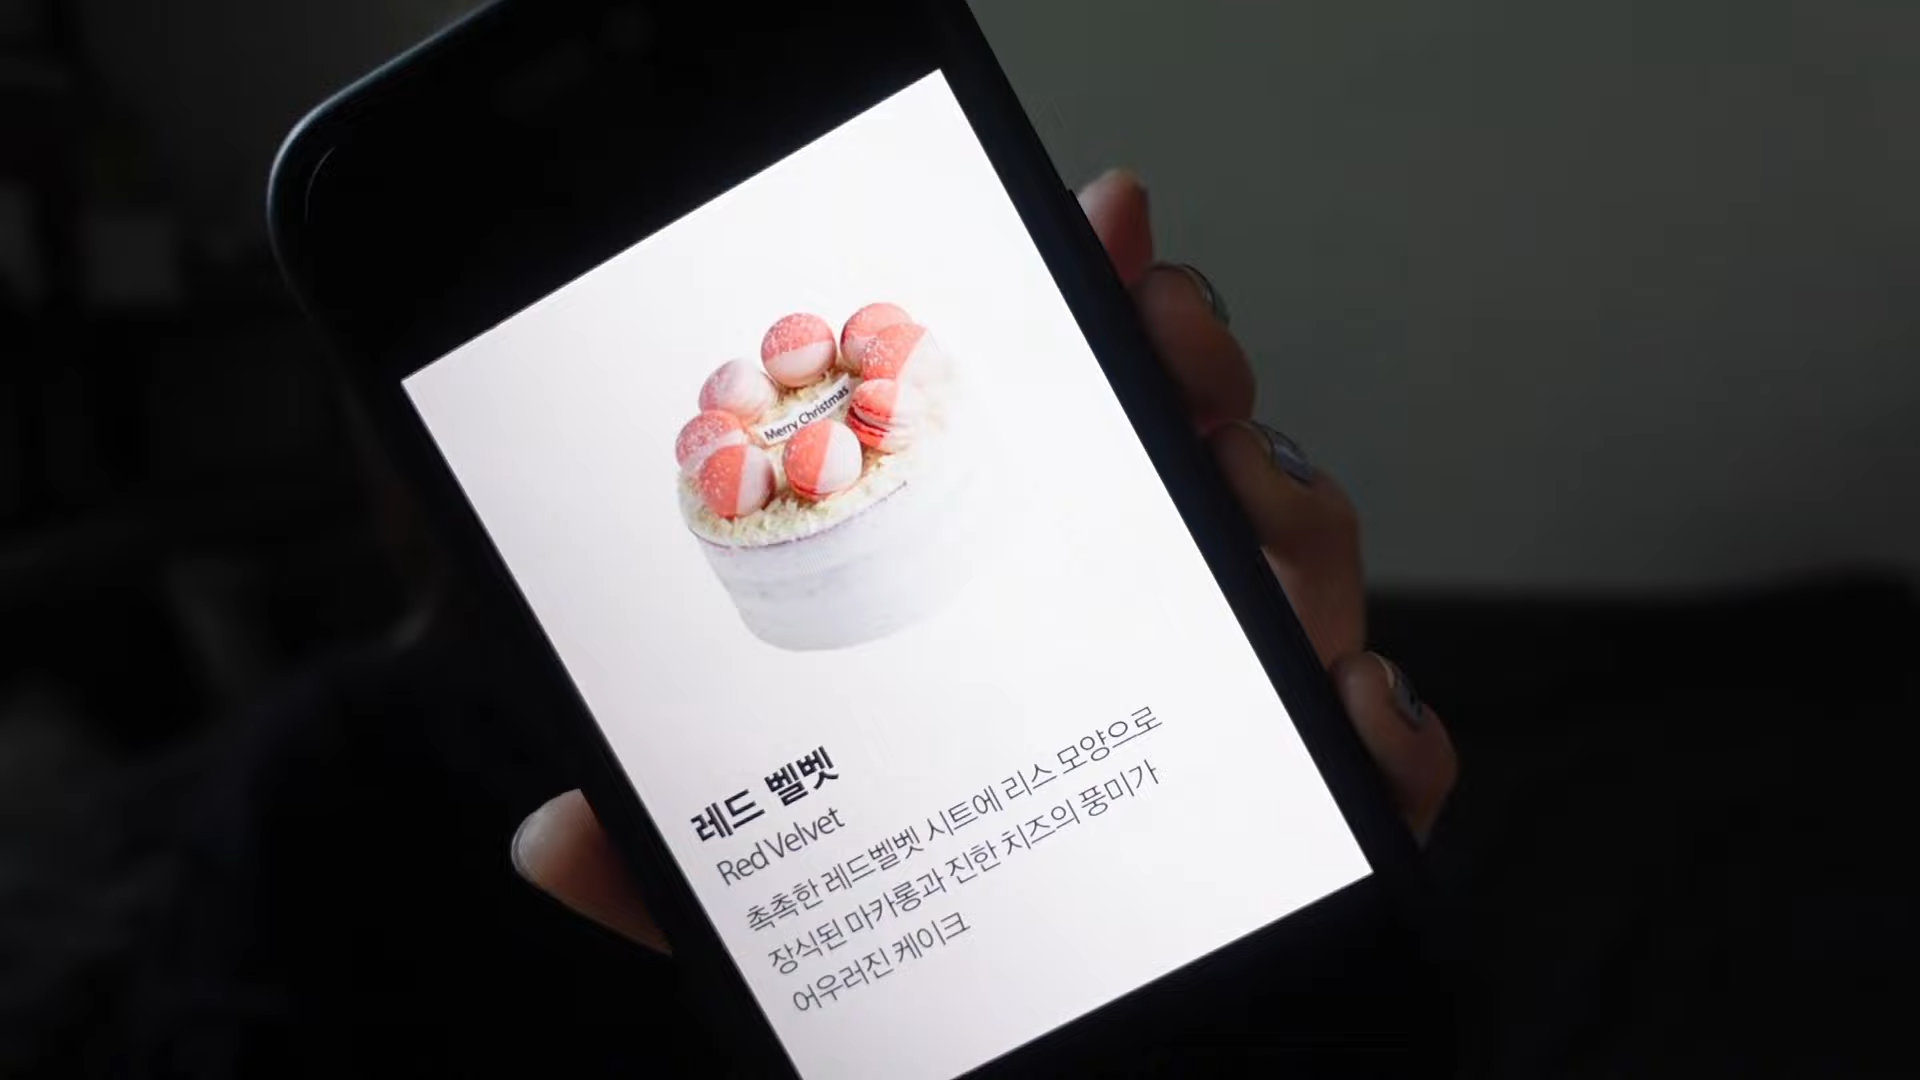 Merry Christmas
레드 벨벳
Red Velvet
촉촉한 레드벨벳 시트에 리스 모양으로
장식된 마카롱과 진한 치즈의 풍미가
어우러진 케이크